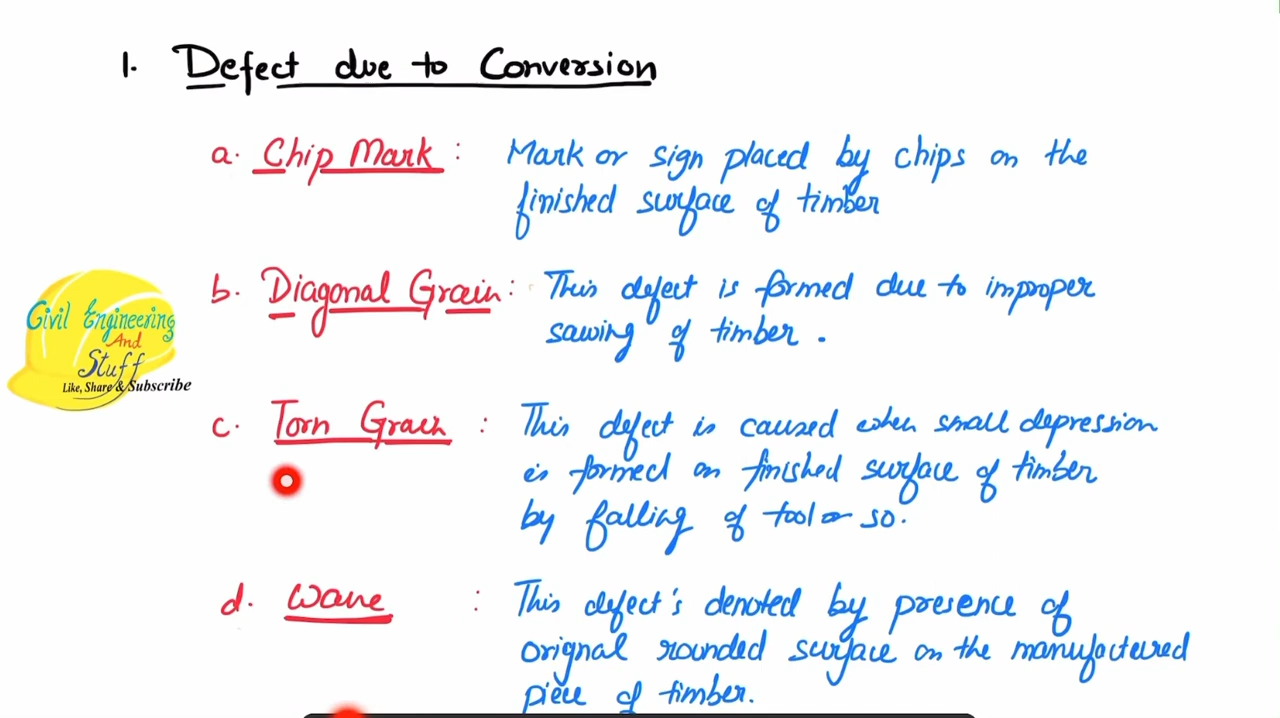 1. Defect due to Conversion
a. Chip Mark : Mark or sign placed by chips on the
finished surface of timber
b. Diagonal Grain : This defect is formed due to improper
sawing of timber.
c. Torn Grain : This defect is caused when small depression
is formed on finished surface of timber
by falling of tool or so.
d. Wane : This defect's denoted by presence of
orignal rounded surface on the manufactured
piece of timber.
Civil Engineering
And
Stuff
Like, Share & Subscribe